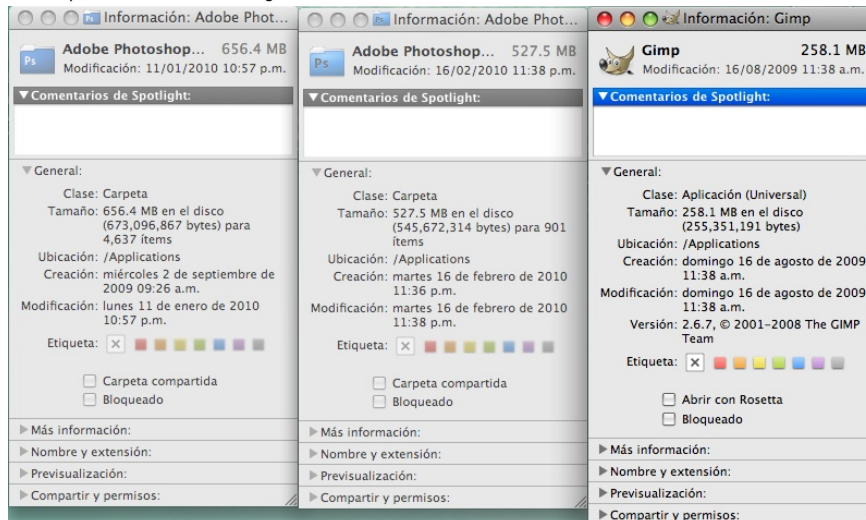 Información: Adobe Phot...
Adobe Photoshop... 656.4 MB
Modificación: 11/01/2010 10:57 p.m.
Comentarios de Spotlight:
General:
Clase: Carpeta
Tamaño: 656.4 MB en el disco
(673,096,867 bytes) para
4,637 ítems
Ubicación: /Applications
Creación: miércoles 2 de septiembre de
2009 09:26 a.m.
Modificación: lunes 11 de enero de 2010
10:57 p.m.
Etiqueta:
Carpeta compartida
Bloqueado
Más información:
Nombre y extensión:
Previsualización:
Compartir y permisos:
Información: Adobe Phot...
Adobe Photoshop... 527.5 MB
Modificación: 16/02/2010 11:38 p.m.
Comentarios de Spotlight:
General:
Clase: Carpeta
Tamaño: 527.5 MB en el disco
(545,672,314 bytes) para 901
ítems
Ubicación: /Applications
Creación: martes 16 de febrero de 2010
11:36 p.m.
Modificación: martes 16 de febrero de 2010
11:38 p.m.
Etiqueta:
Carpeta compartida
Bloqueado
Más información:
Nombre y extensión:
Previsualización:
Compartir y permisos:
Información: Gimp
Gimp 258.1 MB
Modificación: 16/08/2009 11:38 a.m.
Comentarios de Spotlight:
General:
Clase: Aplicación (Universal)
Tamaño: 258.1 MB en el disco
(255,351,191 bytes)
Ubicación: /Applications
Creación: domingo 16 de agosto de 2009
11:38 a.m.
Modificación: domingo 16 de agosto de 2009
11:38 a.m.
Versión: 2.6.7, © 2001-2008 The GIMP
Team
Etiqueta:
Abrir con Rosetta
Bloqueado
Más información:
Nombre y extensión:
Previsualización:
Compartir y permisos: